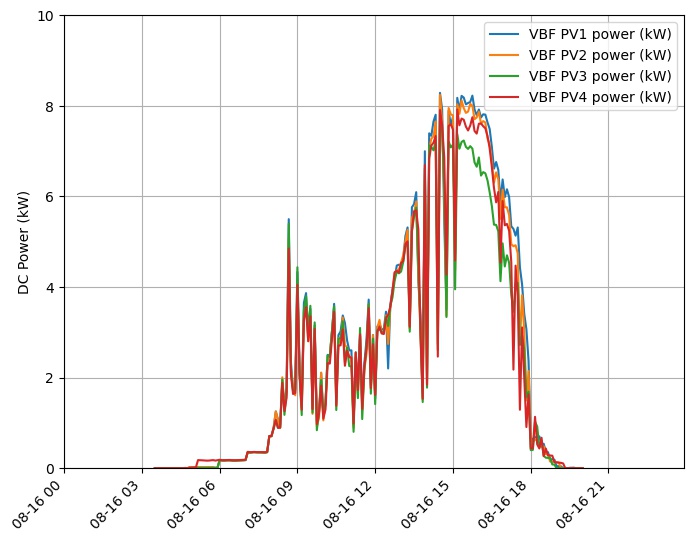 10
8
6
4
2
0
DC Power (kW)
VBF PV1 power (kW)
VBF PV2 power (kW)
VBF PV3 power (kW)
VBF PV4 power (kW)
08-16 00
08-16 03
08-16 06
08-16 09
08-16 12
08-16 15
08-16 18
08-16 21